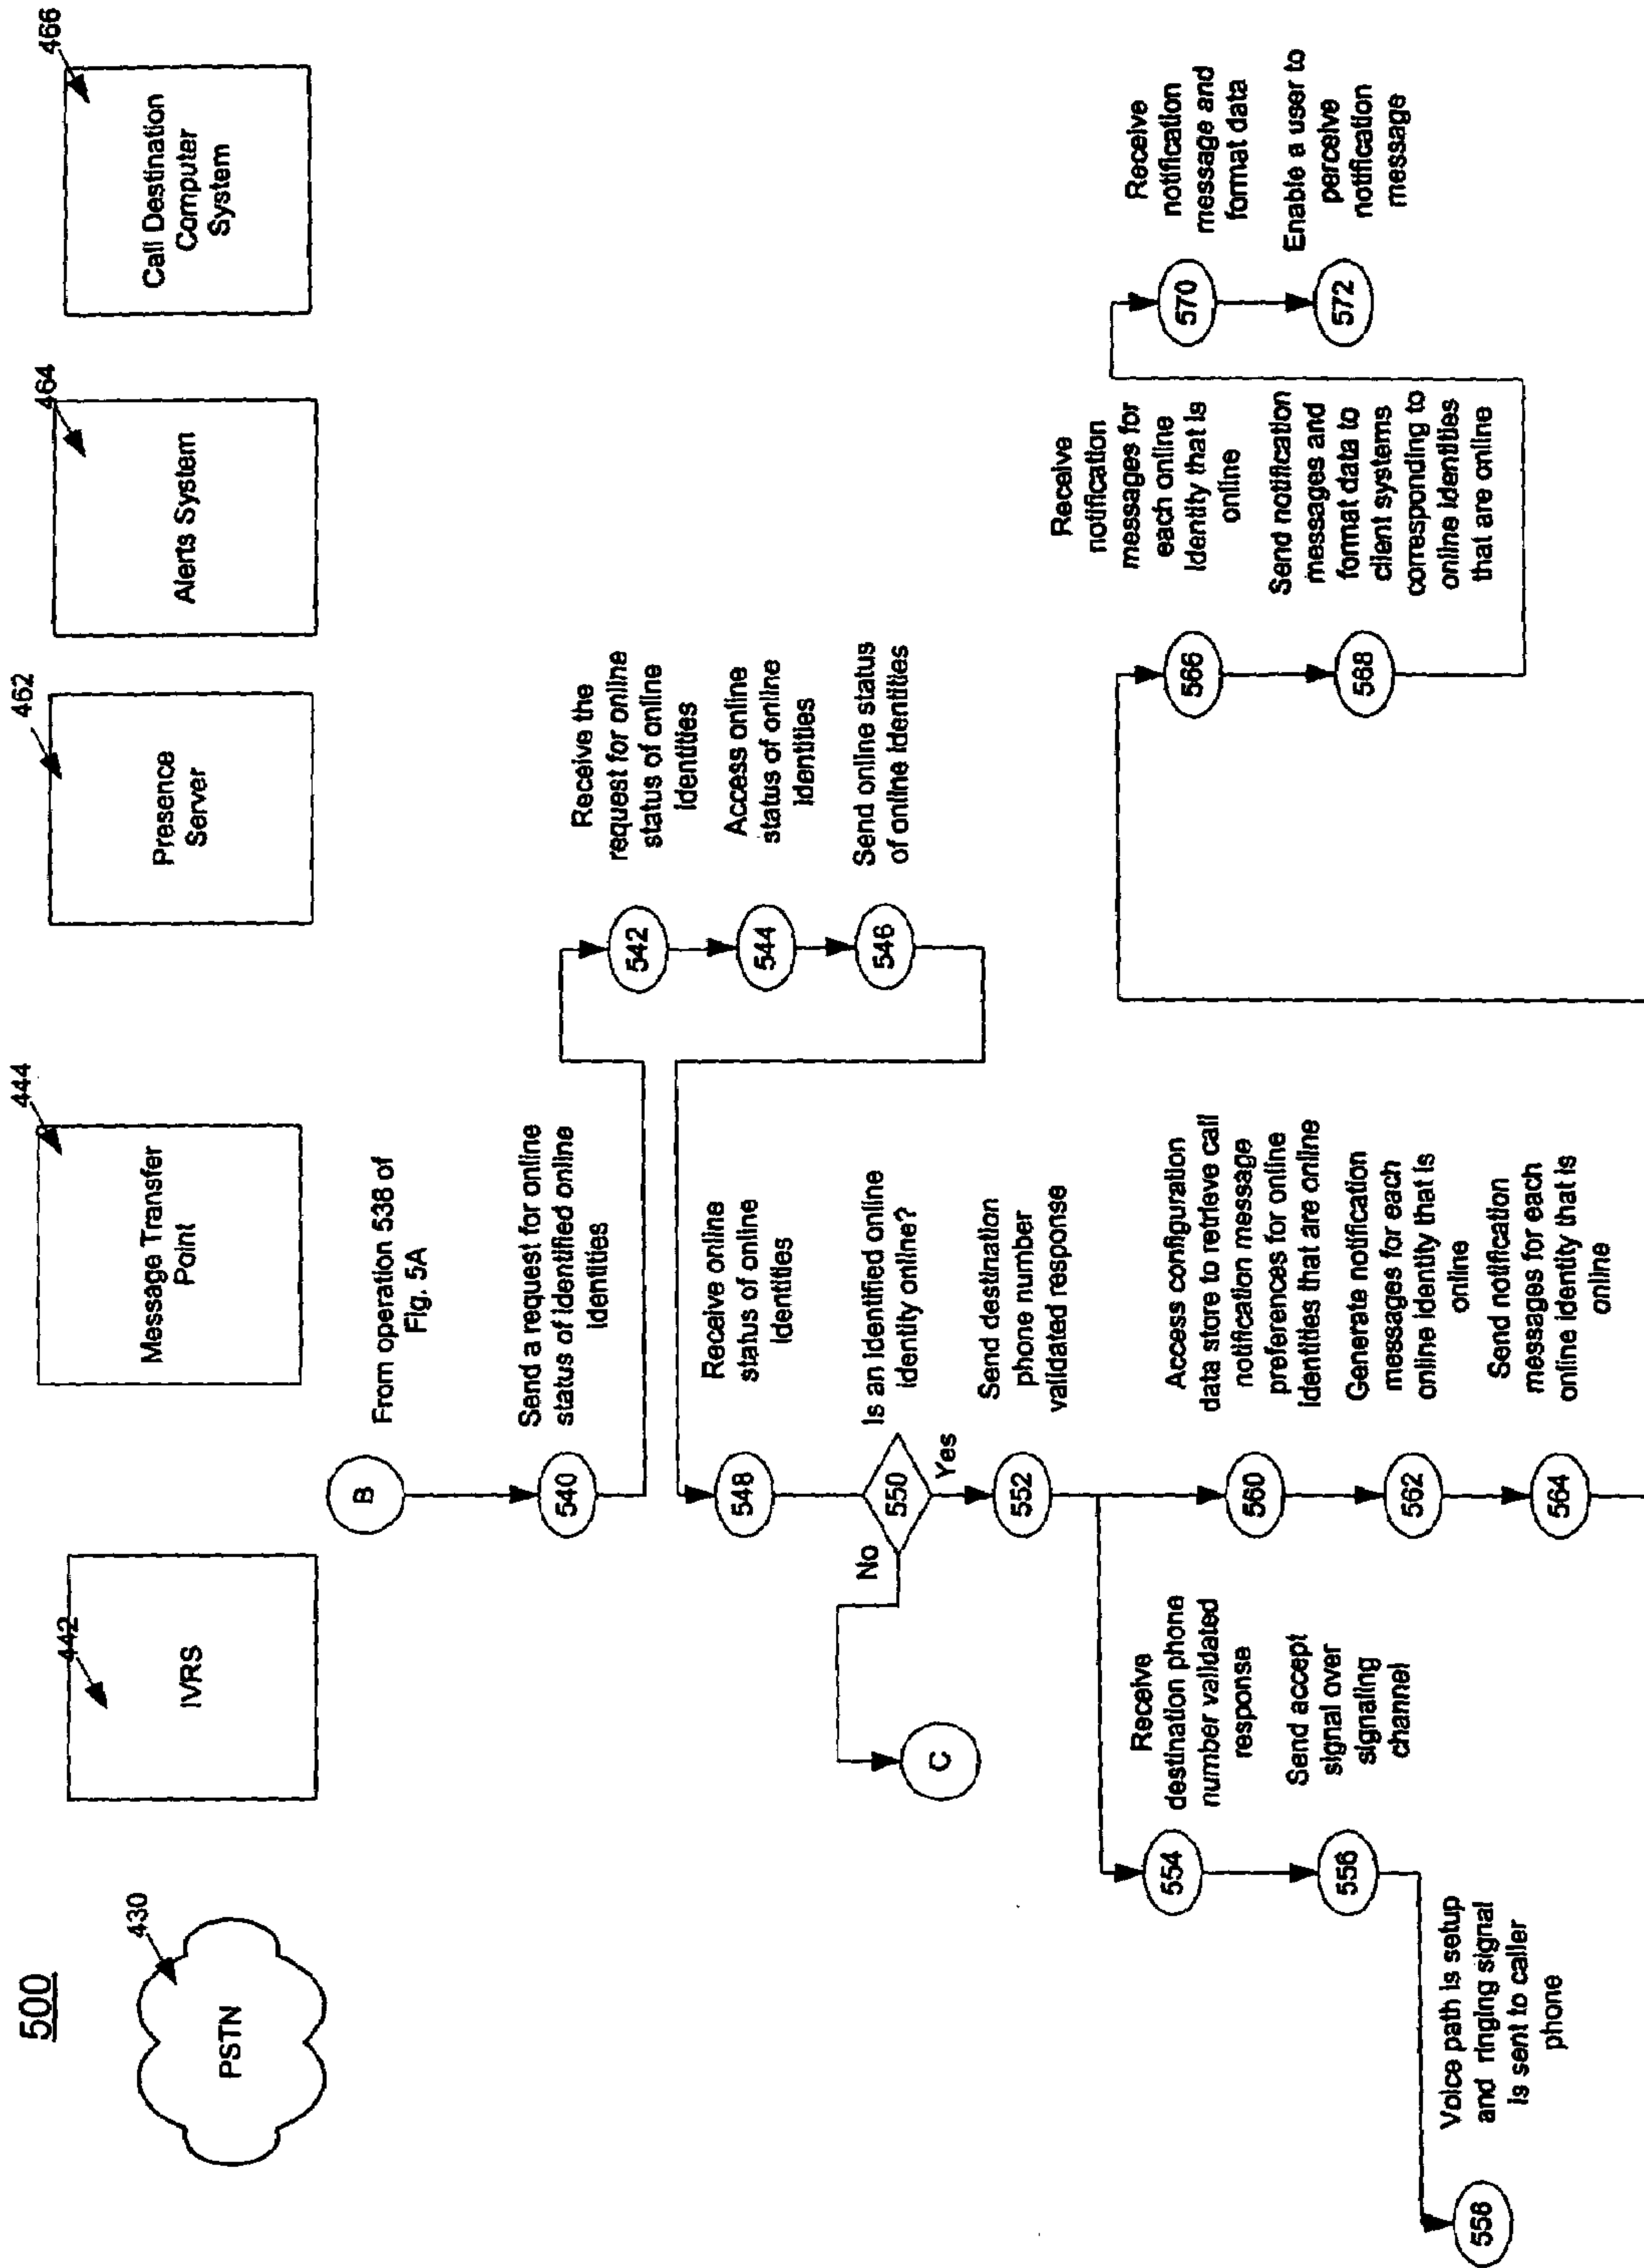 500
430
PSTN
442
IVRS
444
Message Transfer
Point
462
Presence
Server
464
Alerts System
466
Call Destination
Computer
System
B
From operation 538 of
Fig. 5A
540
Send a request for online
status of identified online
identities
542
Receive the
request for online
status of online
identities
544
Access online
status of online
identities
546
Send online status
of online identities
548
Receive online
status of online
identities
550
Is an identified online
identity online?
No
Yes
C
552
Send destination
phone number
validated response
554
Receive
destination phone
number validated
response
556
Send accept
signal over
signaling
channel
558
Voice path is setup
and ringing signal
is sent to caller
phone
560
Access configuration
data store to retrieve call
notification message
preferences for online
identities that are online
562
Generate notification
messages for each
online identity that is
online
564
Send notification
messages for each
online identity that is
online
566
Receive
notification
messages for
each online
identity that is
online
568
Send notification
messages and
format data to
client systems
corresponding to
online identities
that are online
570
Receive
notification
message and
format data
572
Enable a user to
perceive
notification
message